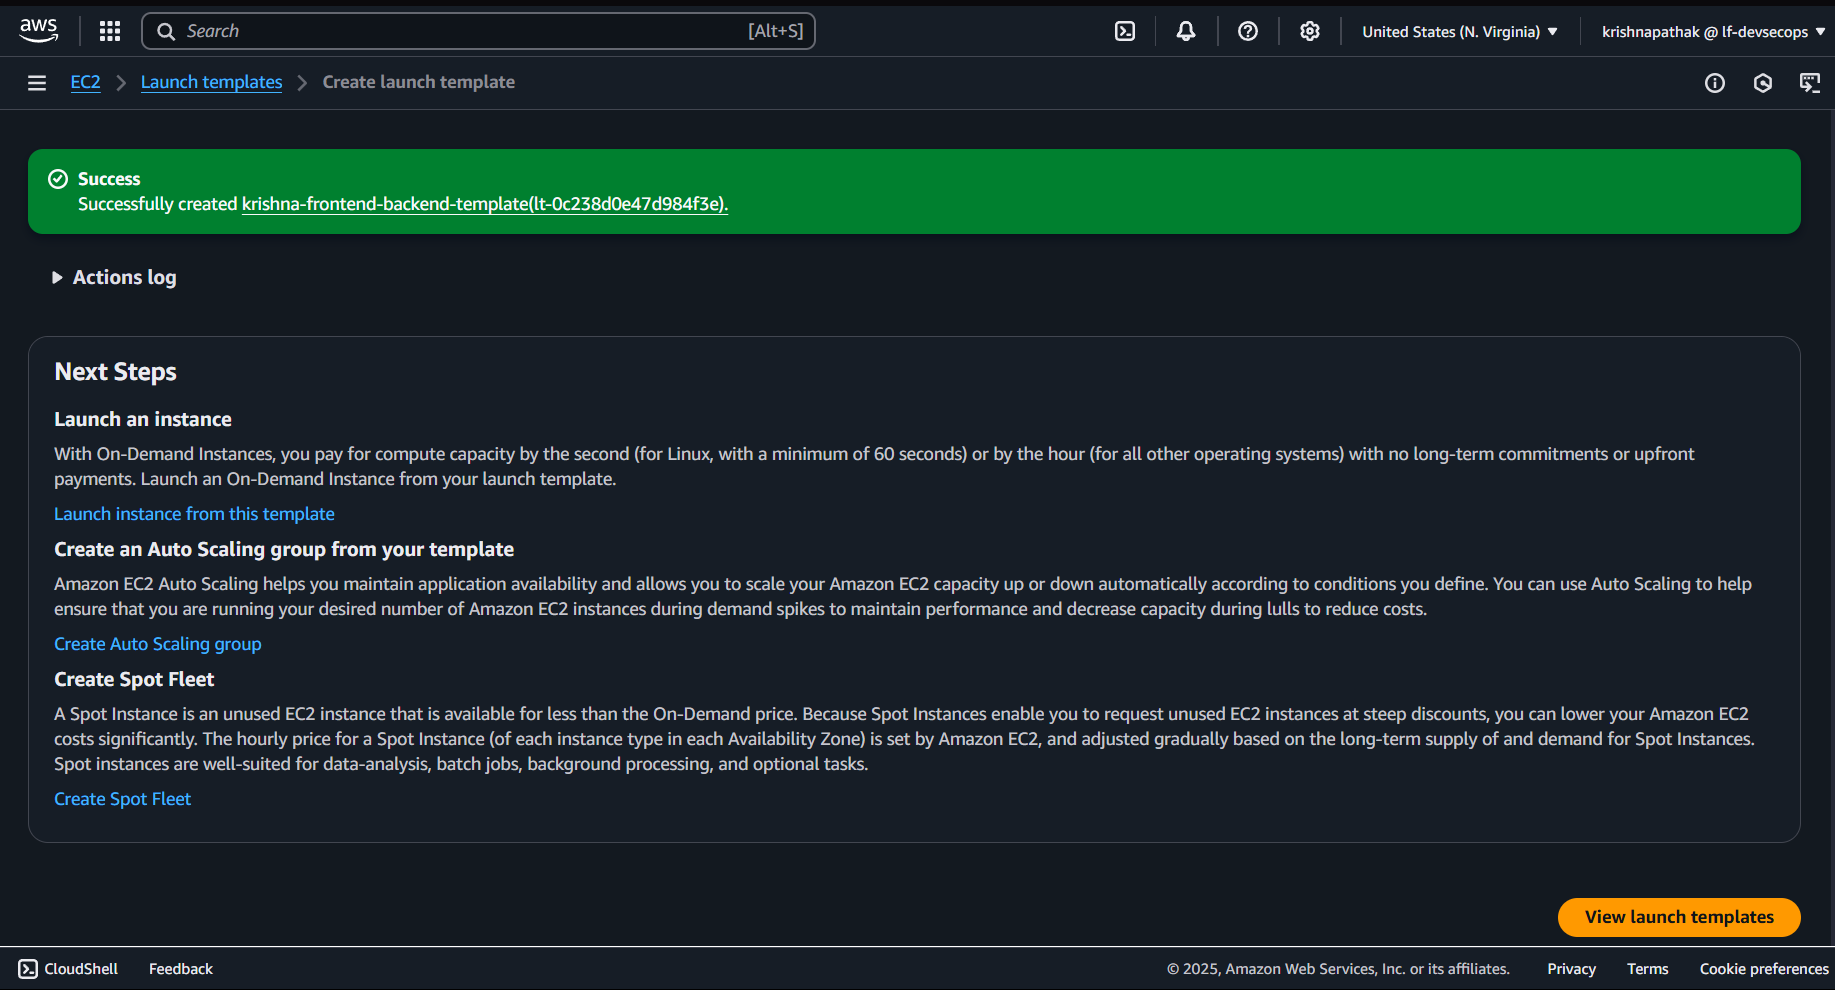 aws
Search [Alt+S]
United States (N. Virginia)
krishnapathak @ lf-devsecops
EC2
Launch templates
Create launch template
Success
Successfully created krishna-frontend-backend-template(lt-0c238d0e47d984f3e).
Actions log
Next Steps
Launch an instance
With On-Demand Instances, you pay for compute capacity by the second (for Linux, with a minimum of 60 seconds) or by the hour (for all other operating systems) with no long-term commitments or upfront
payments. Launch an On-Demand Instance from your launch template.
Launch instance from this template
Create an Auto Scaling group from your template
Amazon EC2 Auto Scaling helps you maintain application availability and allows you to scale your Amazon EC2 capacity up or down automatically according to conditions you define. You can use Auto Scaling to help
ensure that you are running your desired number of Amazon EC2 instances during demand spikes to maintain performance and decrease capacity during lulls to reduce costs.
Create Auto Scaling group
Create Spot Fleet
A Spot Instance is an unused EC2 instance that is available for less than the On-Demand price. Because Spot Instances enable you to request unused EC2 instances at steep discounts, you can lower your Amazon EC2
costs significantly. The hourly price for a Spot Instance (of each instance type in each Availability Zone) is set by Amazon EC2, and adjusted gradually based on the long-term supply of and demand for Spot Instances.
Spot instances are well-suited for data-analysis, batch jobs, background processing, and optional tasks.
Create Spot Fleet
View launch templates
CloudShell
Feedback
© 2025, Amazon Web Services, Inc. or its affiliates.
Privacy
Terms
Cookie preferences